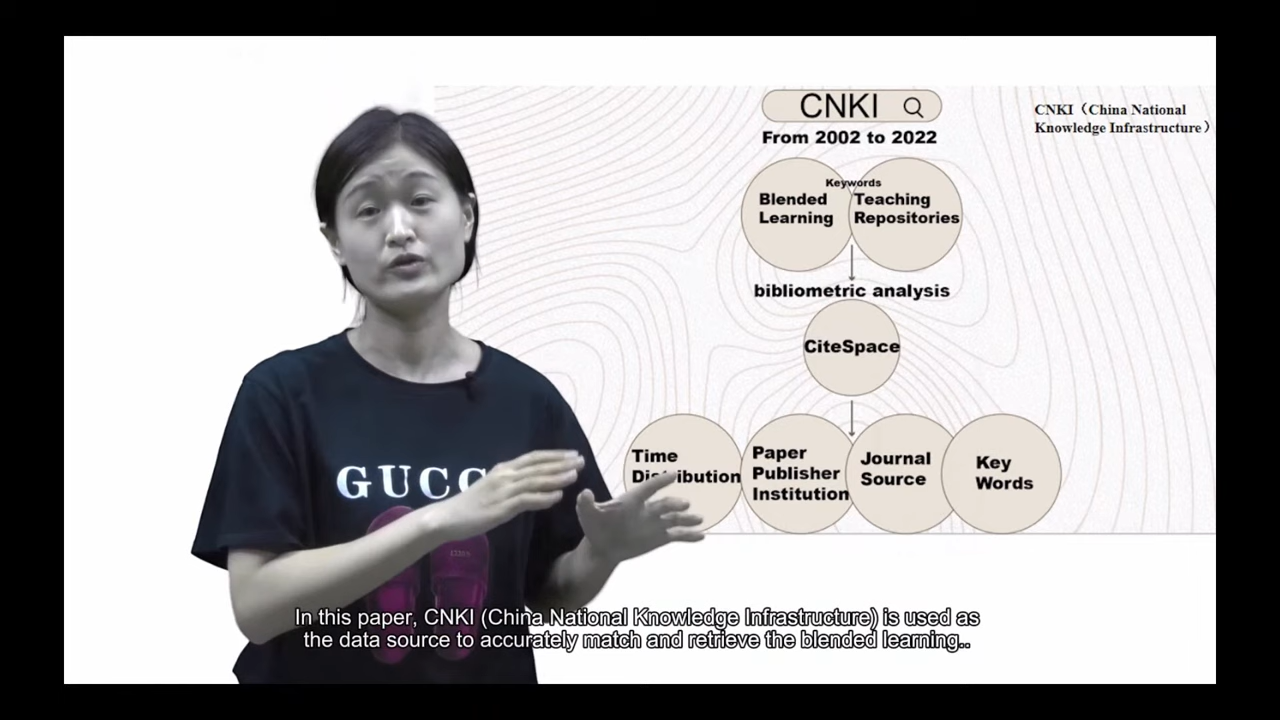 CNKI
From 2002 to 2022
CNKI（China National
Knowledge Infrastructure）
Keywords
Blended
Learning
Teaching
Repositories
bibliometric analysis
CiteSpace
Time
Distribution
Paper
Publisher
Institution
Journal
Source
Key
Words
GUCC
In this paper, CNKI (China National Knowledge Infrastructure) is used as
the data source to accurately match and retrieve the blended learning..